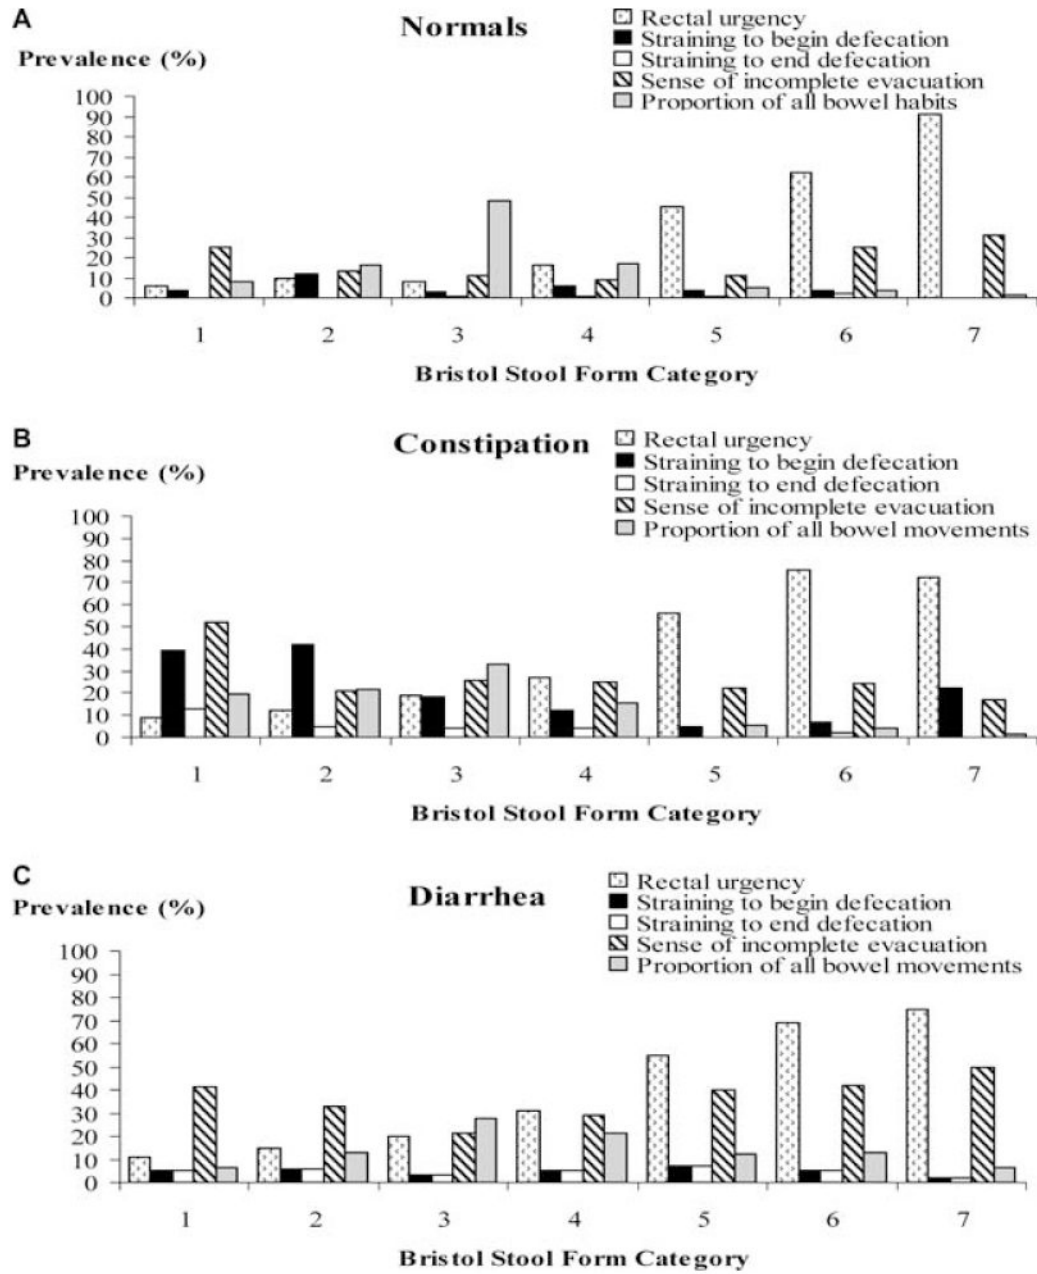 A
Normals
Prevalence (%)
Rectal urgency
Straining to begin defecation
Straining to end defecation
Sense of incomplete evacuation
Proportion of all bowel habits
100
90
80
70
60
50
40
30
20
10
0
1 2 3 4 5 6 7
Bristol Stool Form Category
B
Constipation
Prevalence (%)
Rectal urgency
Straining to begin defecation
Straining to end defecation
Sense of incomplete evacuation
Proportion of all bowel movements
100
90
80
70
60
50
40
30
20
10
0
1 2 3 4 5 6 7
Bristol Stool Form Category
C
Diarrhea
Prevalence (%)
Rectal urgency
Straining to begin defecation
Straining to end defecation
Sense of incomplete evacuation
Proportion of all bowel movements
100
90
80
70
60
50
40
30
20
10
0
1 2 3 4 5 6 7
Bristol Stool Form Category